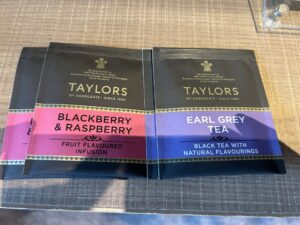 TAYLORS
OF HARROGATE · SINCE 1886
BLACKBERRY
& RASPBERRY
FRUIT FLAVOURED
INFUSION
TAYLORS
OF HARROGATE · SINCE 1886
EARL GREY
TEA
BLACK TEA WITH
NATURAL FLAVOURINGS